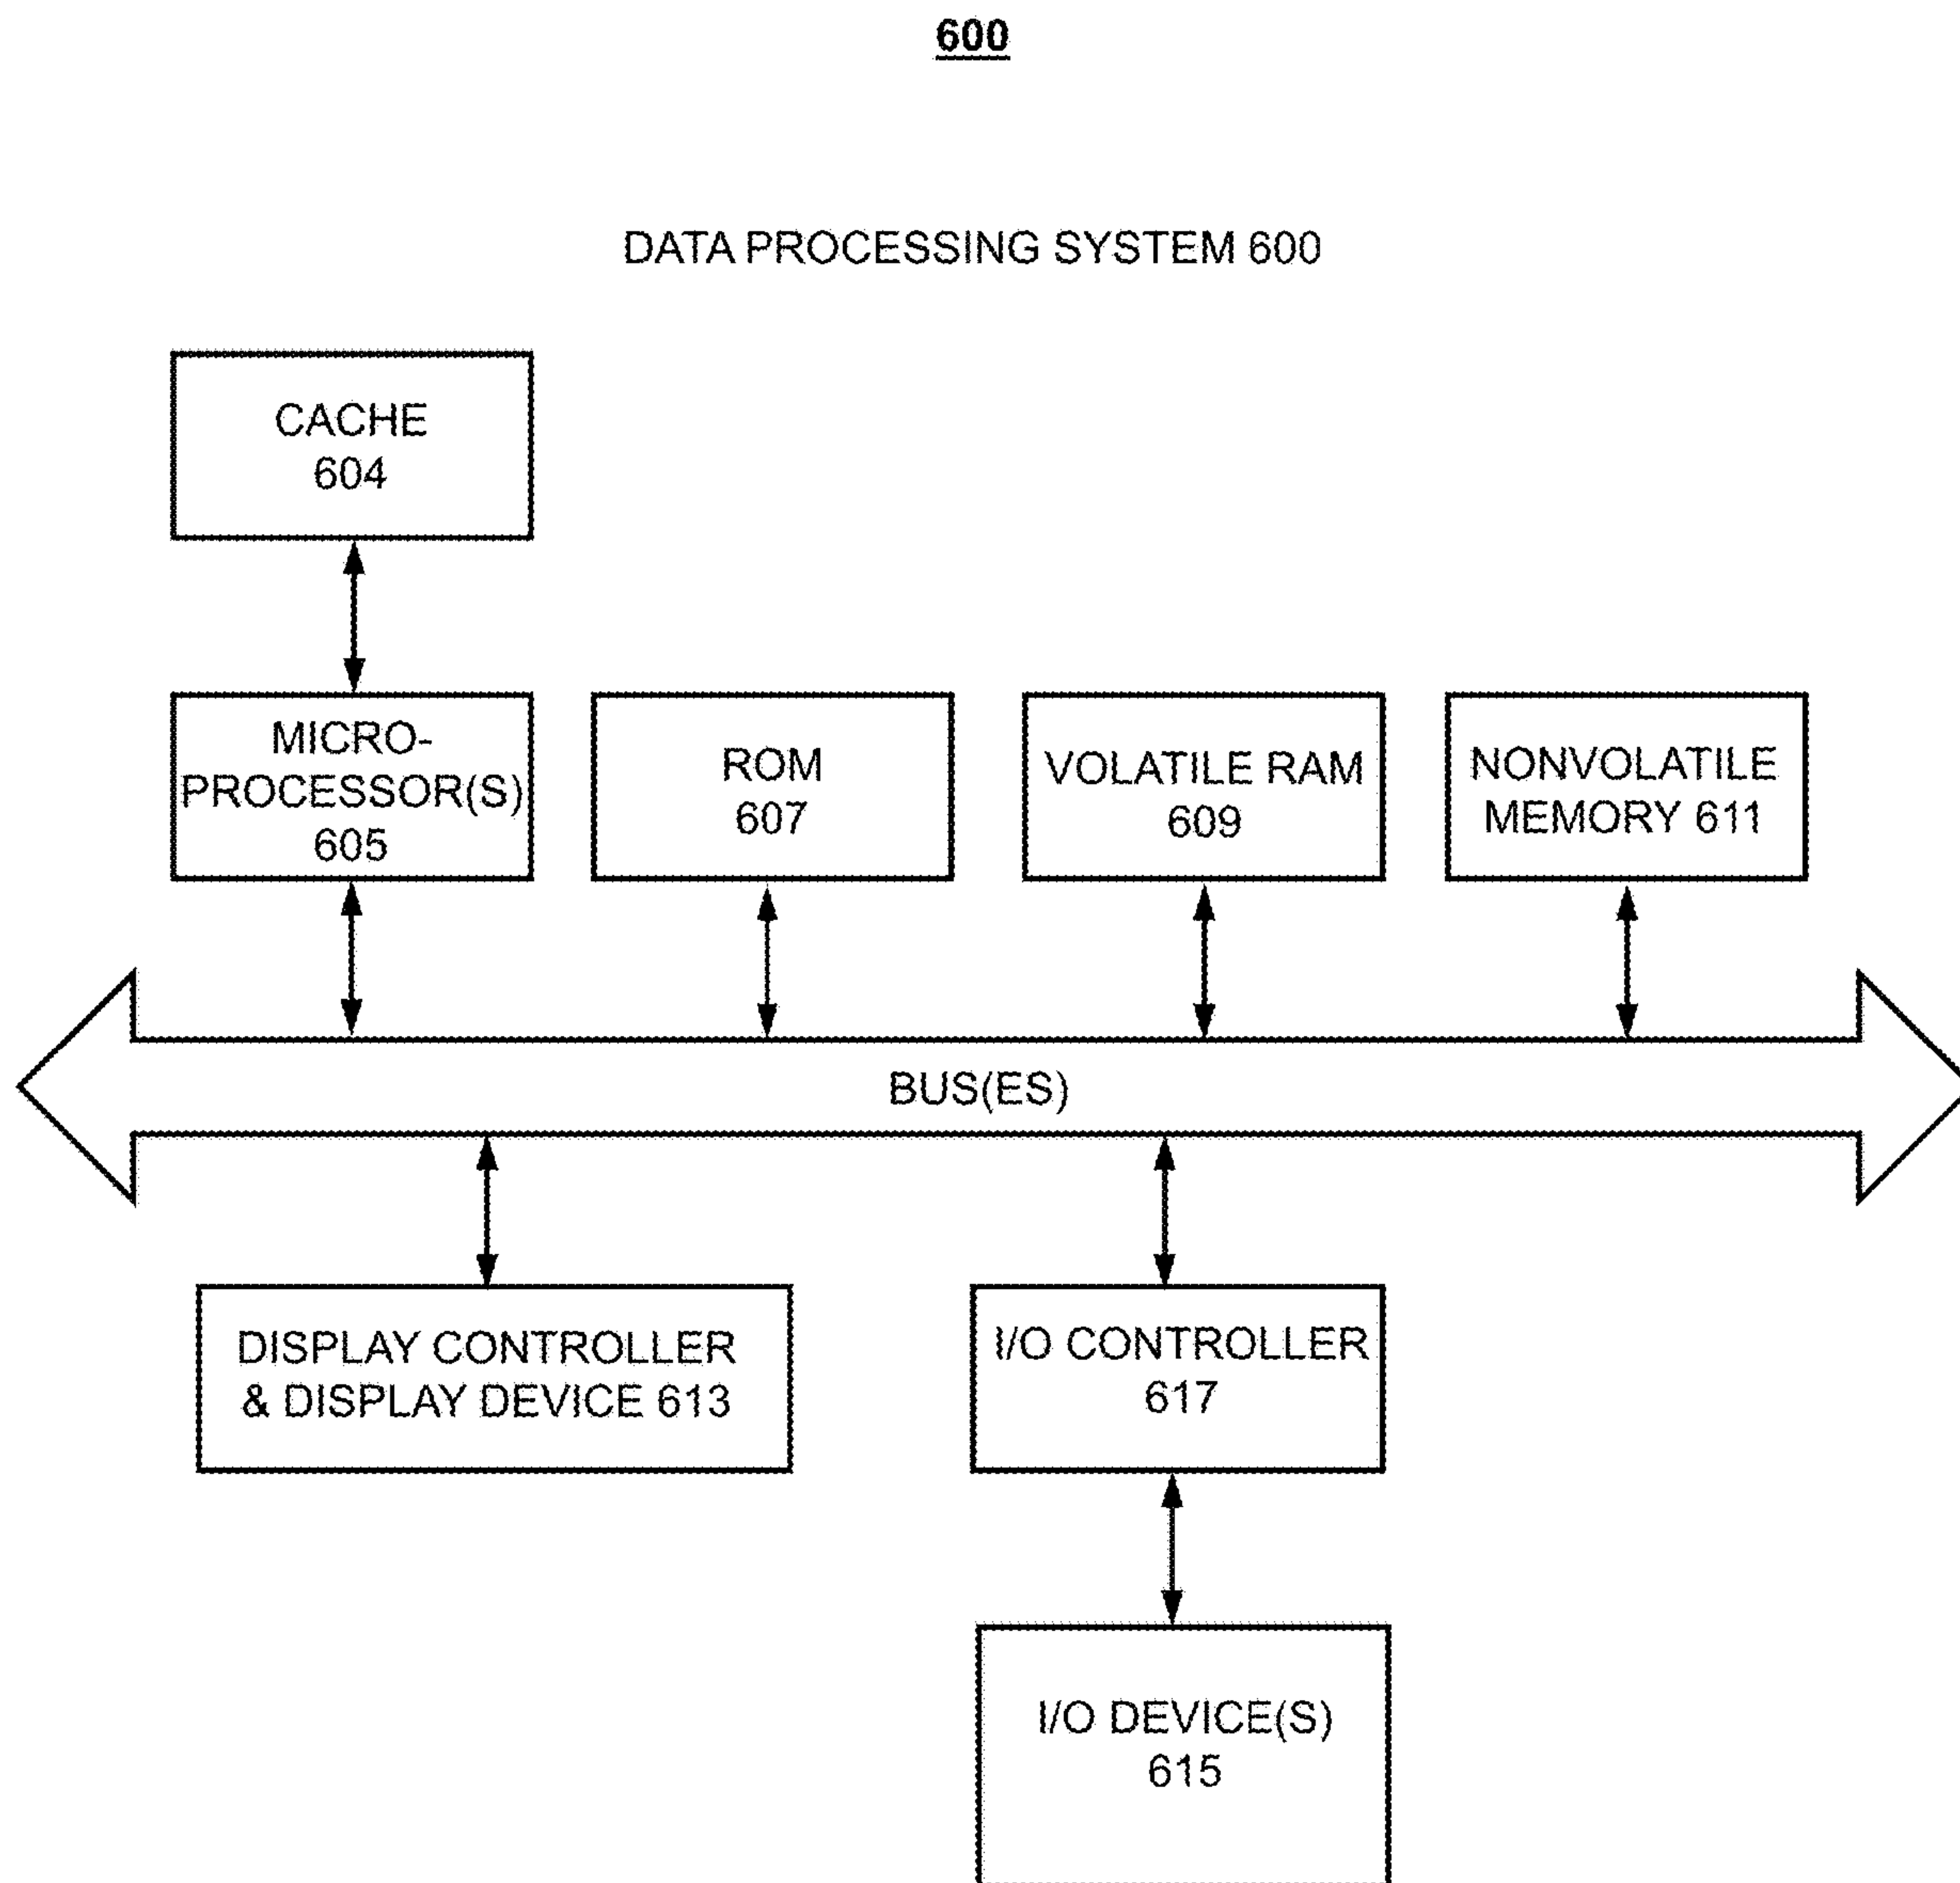 600
DATA PROCESSING SYSTEM 600
CACHE
604
MICRO-
PROCESSOR(S)
605
ROM
607
VOLATILE RAM
609
NONVOLATILE
MEMORY 611
BUS(ES)
DISPLAY CONTROLLER
& DISPLAY DEVICE 613
I/O CONTROLLER
617
I/O DEVICE(S)
615